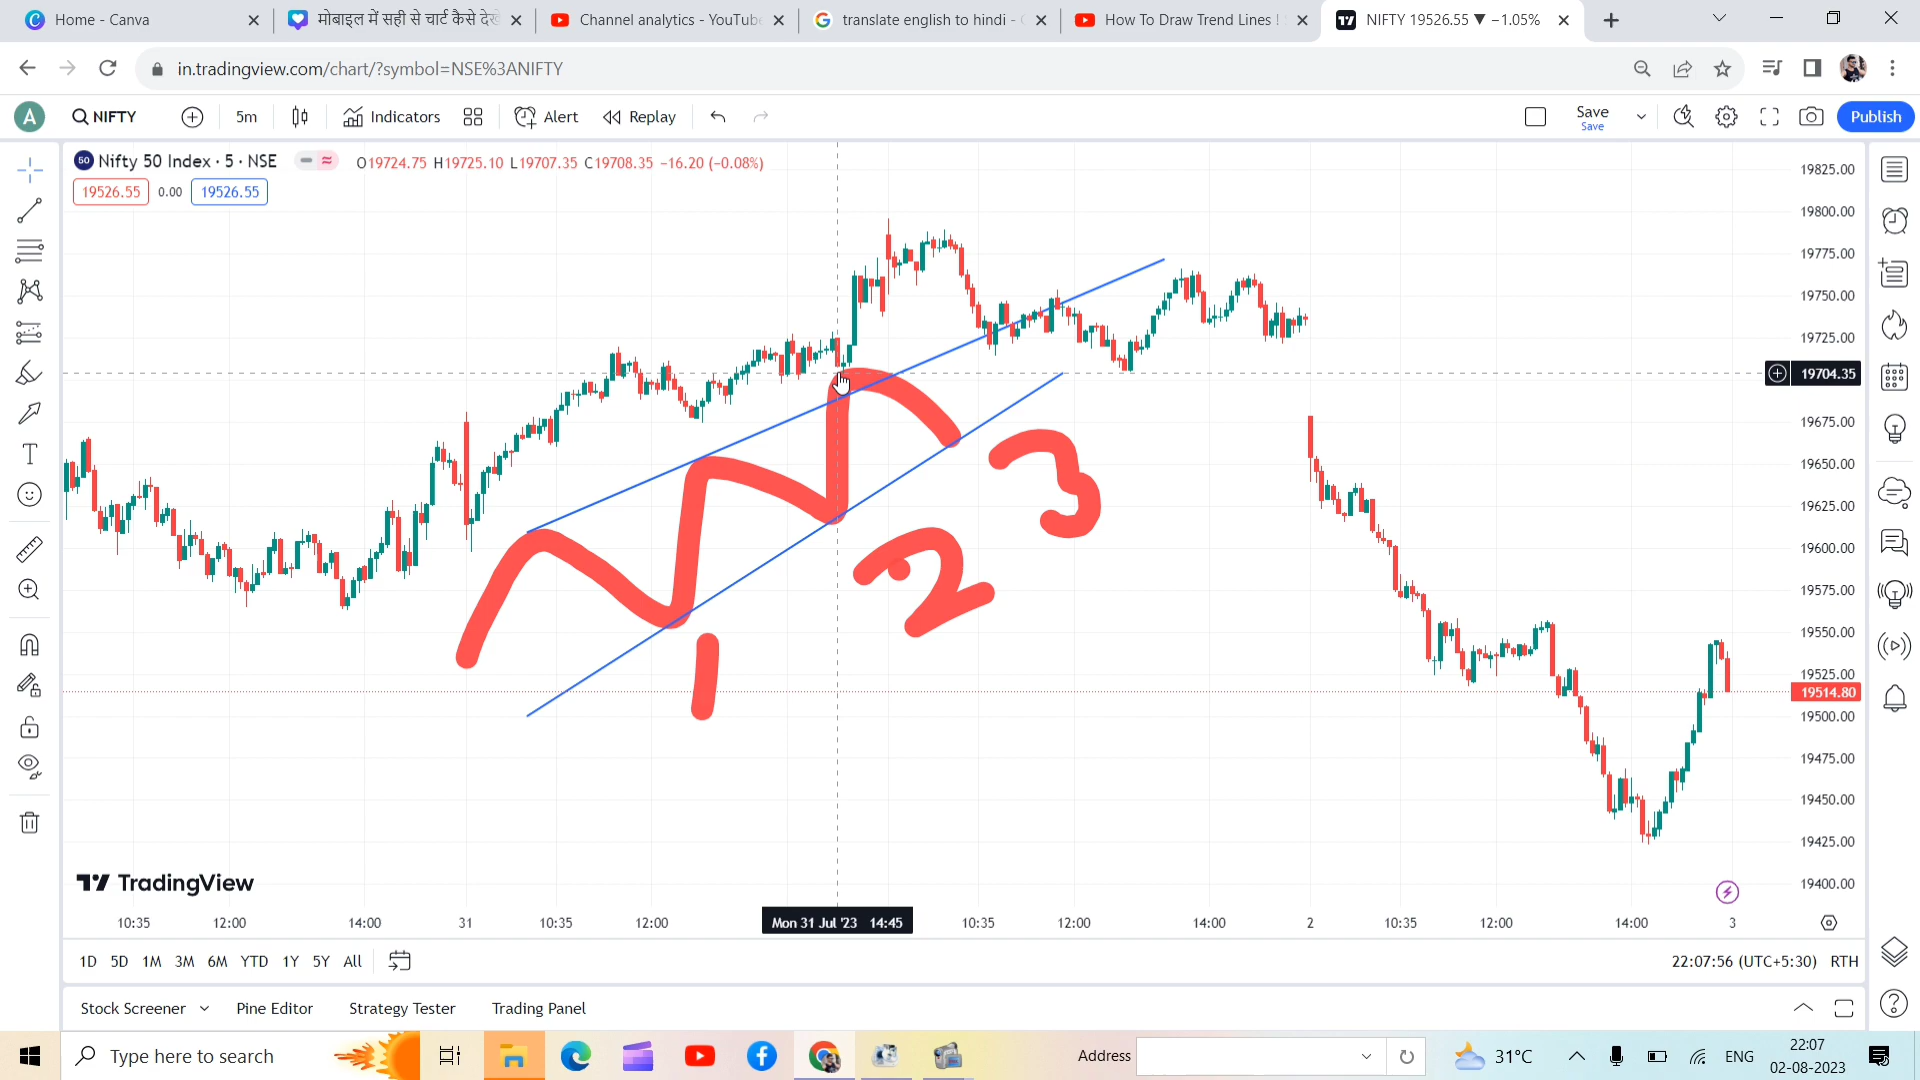 Home - Canva
मोबाइल में सही से चार्ट कैसे देखे
Channel analytics - YouTube
translate english to hindi -
How To Draw Trend Lines !
NIFTY 19526.55 ▼ −1.05%
in.tradingview.com/chart/?symbol=NSE%3ANIFTY
A
NIFTY
5m
Indicators
Alert
Replay
Save
Save
Publish
50 Nifty 50 Index · 5 · NSE
O19724.75 H19725.10 L19707.35 C19708.35 −16.20 (−0.08%)
19526.55 0.00 19526.55
19825.00
19800.00
19775.00
19750.00
19725.00
19704.35
19675.00
19650.00
19625.00
19600.00
19575.00
19550.00
19525.00
19514.80
19500.00
19475.00
19450.00
19425.00
19400.00
3
2
1
TradingView
10:35 12:00 14:00 31 10:35 12:00 Mon 31 Jul '23 14:45 10:35 12:00 14:00 2 10:35 12:00 14:00 3
1D 5D 1M 3M 6M YTD 1Y 5Y All
22:07:56 (UTC+5:30) RTH
Stock Screener Pine Editor Strategy Tester Trading Panel
Type here to search
Address
31°C
ENG
22:07
02-08-2023